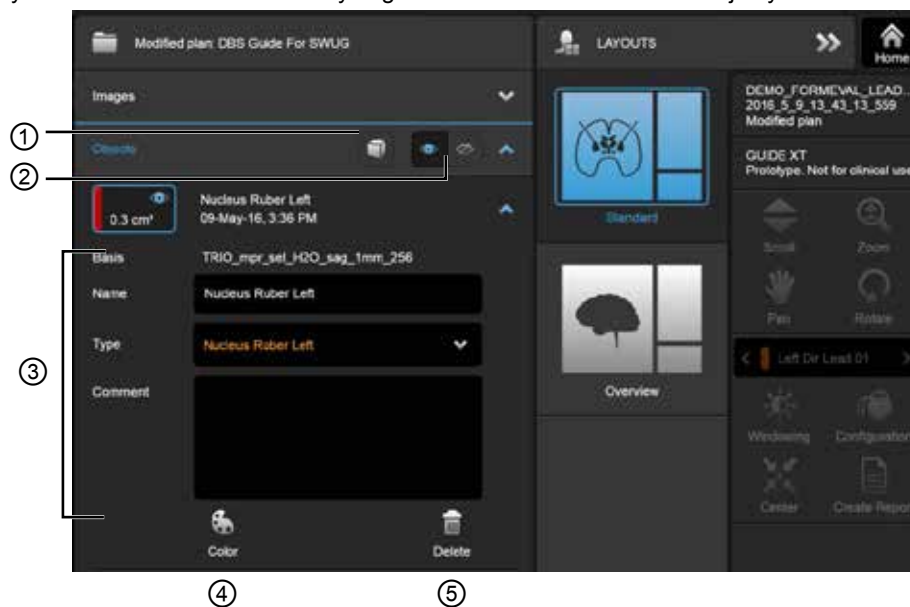 Modified plan: DBS Guide For SWUG
LAYOUTS
Home
Images
DEMO_FORMEVAL_LEAD...
2016_5_9_13_43_13_559
Modified plan
①
Objects
②
GUIDE XT
Prototype. Not for clinical use
0.3 cm³
Nucleus Ruber Left
09-May-16, 3:36 PM
Standard
Scroll
Zoom
③
Basis
TRIO_mpr_sel_H2O_sag_1mm_256
Name
Nucleus Ruber Left
Pan
Rotate
Type
Nucleus Ruber Left
Left Dir Lead 01
Comment
Overview
Windowing
Configuration
Center
Create Report
Color
Delete
④
⑤